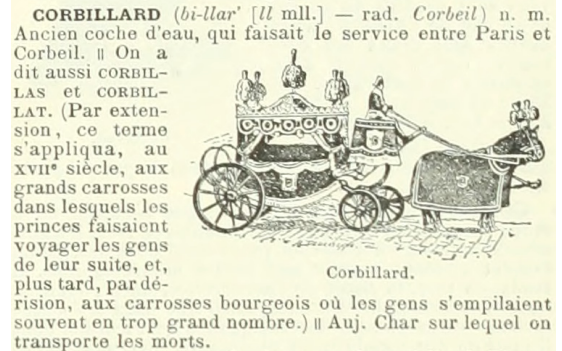 CORBILLARD (bi-llar' [ll mll.] — rad. Corbeil) n. m.
Ancien coche d'eau, qui faisait le service entre Paris et
Corbeil. || On a
dit aussi CORBIL-
LAS et CORBIL-
LAT. (Par exten-
sion, ce terme
s'appliqua, au
XVIIe siècle, aux
grands carrosses
dans lesquels les
princes faisaient
voyager les gens
de leur suite, et,
plus tard, par dé-
rision, aux carrosses bourgeois où les gens s'empilaient
souvent en trop grand nombre.) || Auj. Char sur lequel on
transporte les morts.
Corbillard.